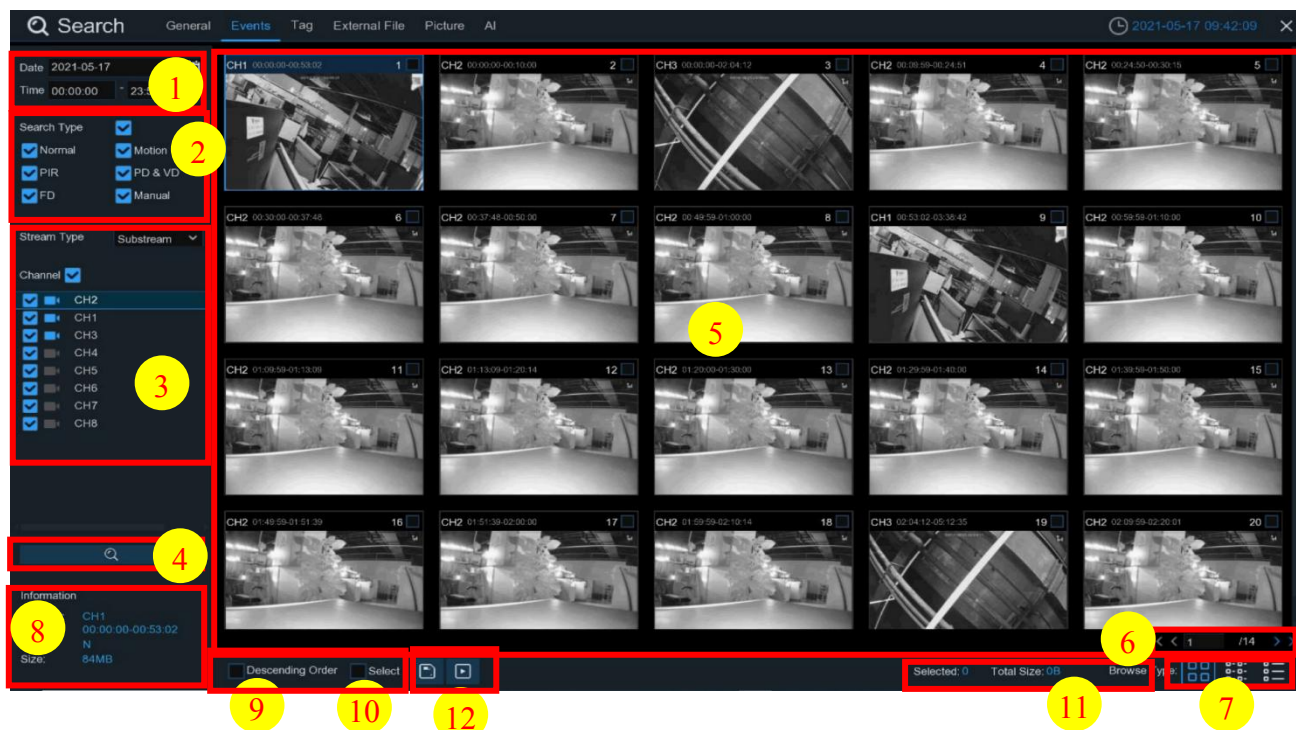 Search General Events Tag External File Picture AI 2021-05-17 09:42:09
Date 2021-05-17
Time 00:00:00 - 23:5
1
Search Type
Normal Motion
PIR PD & VD
FD Manual
2
Stream Type Substream
Channel
CH2
CH1
CH3
CH4
CH5
CH6
CH7
CH8
3
4
Information
CH1
00:00:00-00:53:02
N
Size: 84MB
8
CH1 00:00:00-00:53:02 1
CH2 00:00:00-00:10:00 2
CH3 00:00:00-02:04:12 3
CH2 00:09:59-00:24:51 4
CH2 00:24:50-00:30:15 5
CH2 00:30:00-00:37:48 6
CH2 00:37:48-00:50:00 7
CH2 00:49:59-01:00:00 8
CH1 00:53:02-03:38:42 9
CH2 00:59:59-01:10:00 10
5
CH2 01:09:59-01:13:09 11
CH2 01:13:09-01:20:14 12
CH2 01:20:00-01:30:00 13
CH2 01:29:59-01:40:00 14
CH2 01:39:59-01:50:00 15
CH2 01:49:59-01:51:39 16
CH2 01:51:39-02:00:00 17
CH2 01:59:59-02:10:14 18
CH3 02:04:12-05:12:35 19
CH2 02:09:59-02:20:01 20
6
1 /14
Descending Order Select Selected: 0 Total Size: 0B Browse Type:
9
10
12
11
7